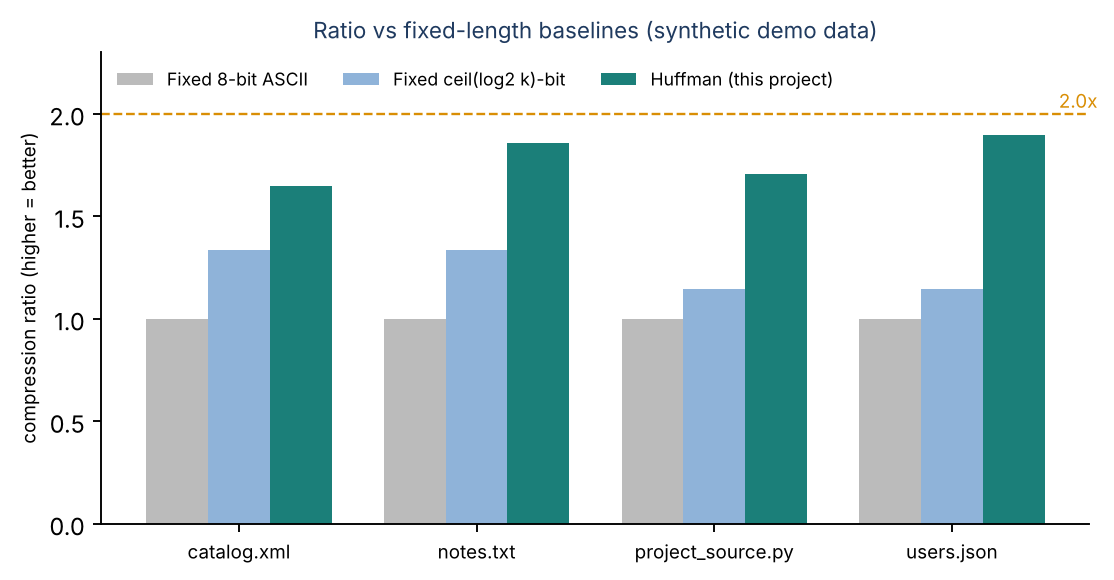 Ratio vs fixed-length baselines (synthetic demo data)
Fixed 8-bit ASCII
Fixed ceil(log2 k)-bit
Huffman (this project)
2.0x
compression ratio (higher = better)
2.0
1.5
1.0
0.5
0.0
catalog.xml
notes.txt
project_source.py
users.json